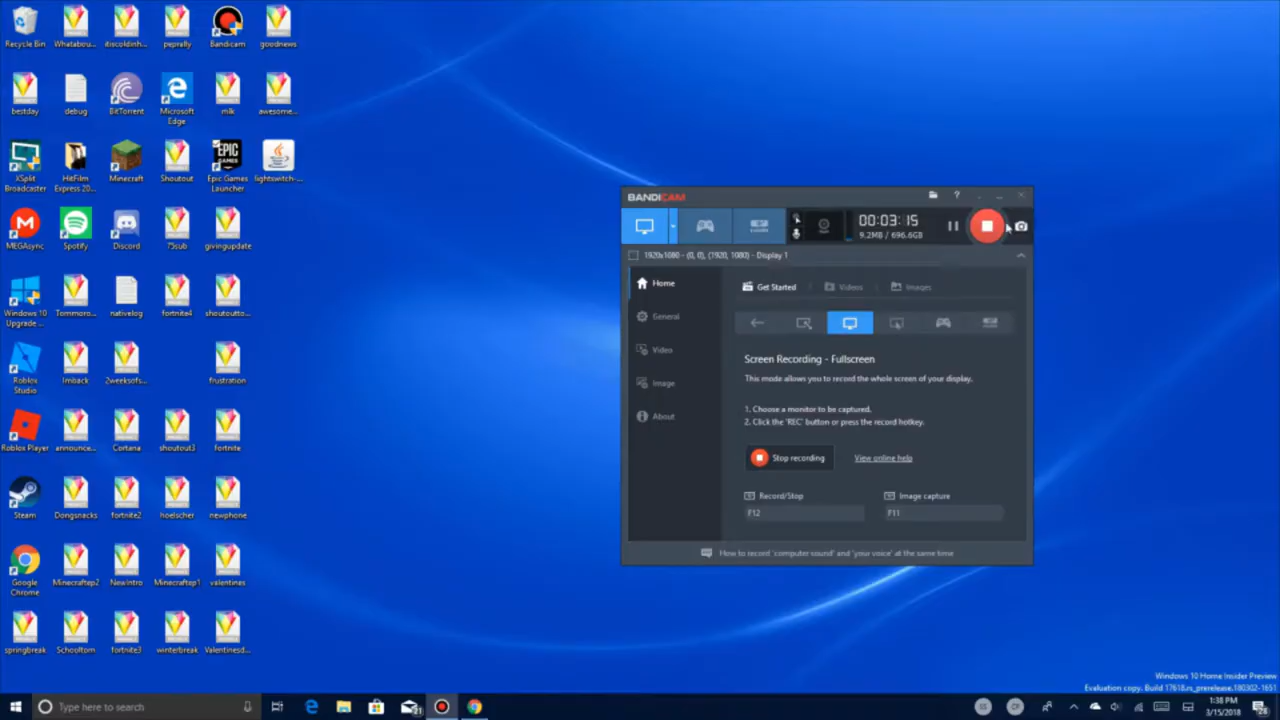 Recycle Bin
Whatabou...
itiscoldinh...
peprally
Bandicam
goodnews
bestday
debug
BitTorrent
Microsoft Edge
milk
awesome...
XSplit Broadcaster
HitFilm Express 20...
Minecraft
Shoutout
Epic Games Launcher
lightswitch-...
MEGAsync
Spotify
Discord
75sub
givingupdate
Windows 10 Upgrade ...
Tommoro...
nativelog
fortnite4
shoutoutto...
Roblox Studio
Imback
2weeksofs...
frustration
Roblox Player
announce...
Cortana
shoutout3
fortnite
Steam
Dongsnacks
fortnite2
hoelscher
newphone
Google Chrome
Minecraftep2
NewIntro
Minecraftep1
valentines
springbreak
Schooltom
fortnite3
winterbreak
Valentinesd...
EPIC GAMES
BANDICAM
?
00:03:15
9.2MB / 696.6GB
1920x1080 - (0, 0), (1920, 1080) - Display 1
Home
General
Video
Image
About
Get Started
Videos
Images
Screen Recording - Fullscreen
This mode allows you to record the whole screen of your display.
1. Choose a monitor to be captured.
2. Click the 'REC' button or press the record hotkey.
Stop recording
View online help
Record/Stop
Image capture
F12
F11
How to record 'computer sound' and 'your voice' at the same time
Windows 10 Home Insider Preview
Evaluation copy. Build 17618.rs_prerelease.180302-1651
Type here to search
21
1:38 PM
3/15/2018
28